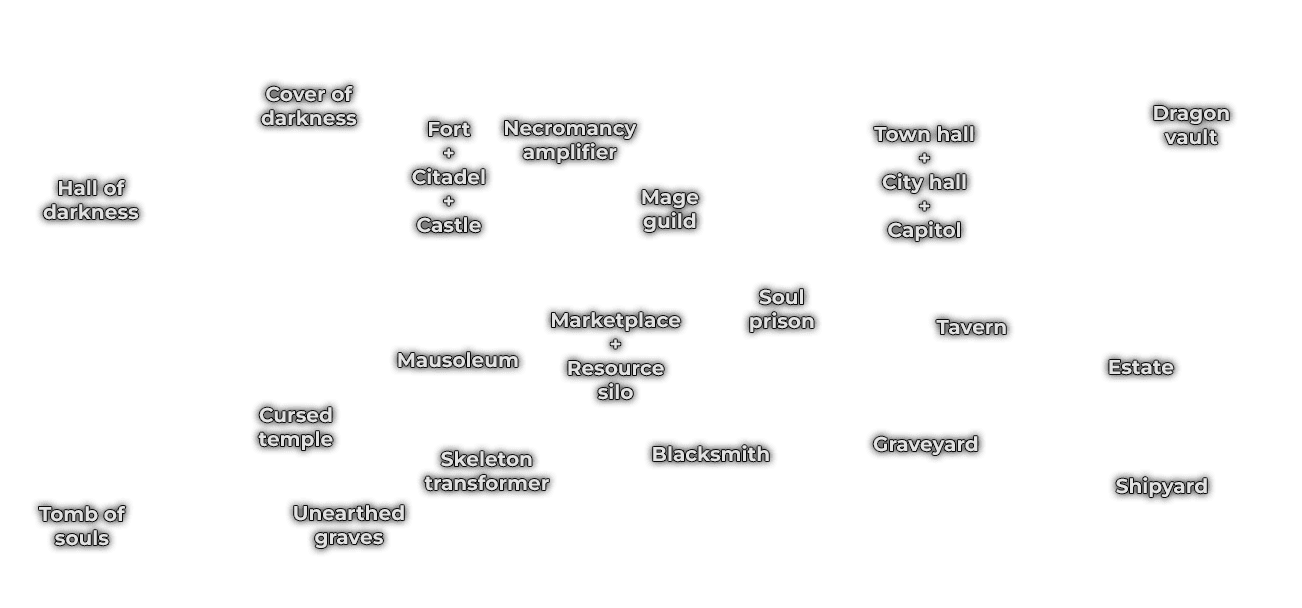 Cover of
darkness
Dragon
vault
Fort
+
Citadel
+
Castle
Necromancy
amplifier
Town hall
+
City hall
+
Capitol
Hall of
darkness
Mage
guild
Soul
prison
Marketplace
+
Resource
silo
Tavern
Mausoleum
Estate
Cursed
temple
Skeleton
transformer
Blacksmith
Graveyard
Shipyard
Tomb of
souls
Unearthed
graves